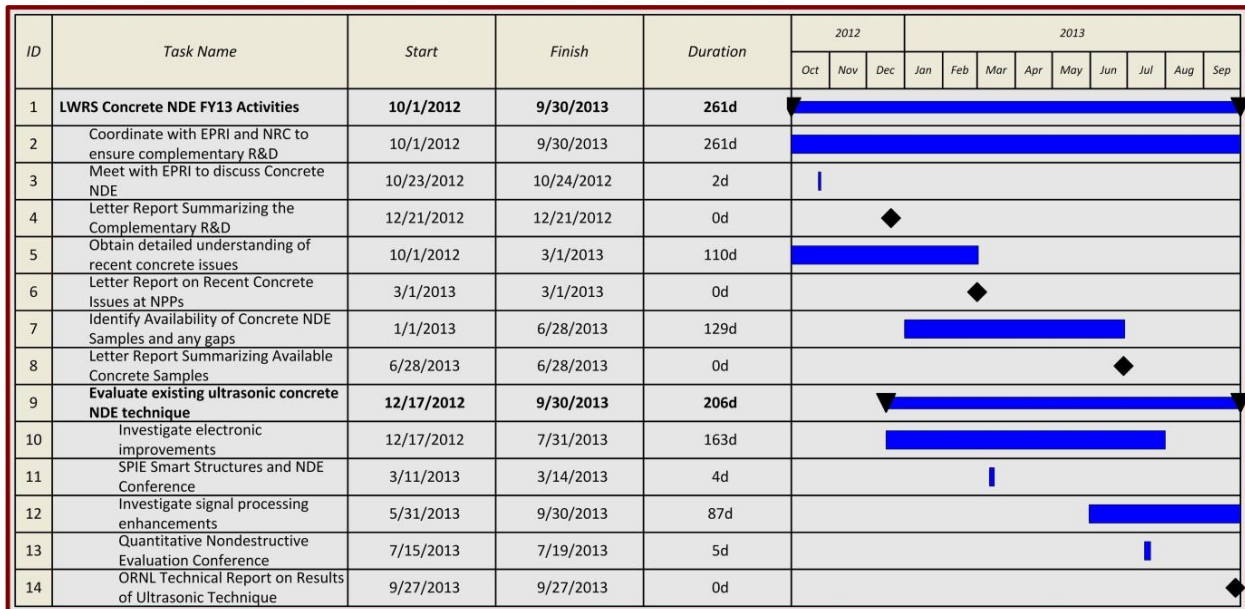 ID Task Name Start Finish Duration 2012 2013
Oct Nov Dec Jan Feb Mar Apr May Jun Jul Aug Sep
1 LWRS Concrete NDE FY13 Activities 10/1/2012 9/30/2013 261d
2 Coordinate with EPRI and NRC to
ensure complementary R&D 10/1/2012 9/30/2013 261d
3 Meet with EPRI to discuss Concrete
NDE 10/23/2012 10/24/2012 2d
4 Letter Report Summarizing the
Complementary R&D 12/21/2012 12/21/2012 0d
5 Obtain detailed understanding of
recent concrete issues 10/1/2012 3/1/2013 110d
6 Letter Report on Recent Concrete
Issues at NPPs 3/1/2013 3/1/2013 0d
7 Identify Availability of Concrete NDE
Samples and any gaps 1/1/2013 6/28/2013 129d
8 Letter Report Summarizing Available
Concrete Samples 6/28/2013 6/28/2013 0d
9 Evaluate existing ultrasonic concrete
NDE technique 12/17/2012 9/30/2013 206d
10 Investigate electronic
improvements 12/17/2012 7/31/2013 163d
11 SPIE Smart Structures and NDE
Conference 3/11/2013 3/14/2013 4d
12 Investigate signal processing
enhancements 5/31/2013 9/30/2013 87d
13 Quantitative Nondestructive
Evaluation Conference 7/15/2013 7/19/2013 5d
14 ORNL Technical Report on Results
of Ultrasonic Technique 9/27/2013 9/27/2013 0d